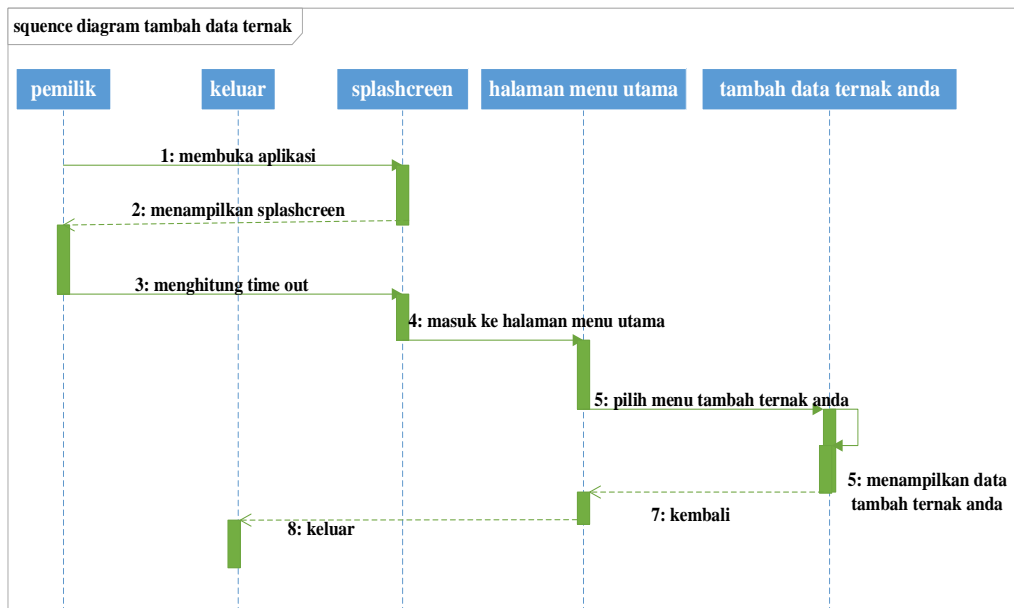 squence diagram tambah data ternak
pemilik
keluar
splashcreen
halaman menu utama
tambah data ternak anda
1: membuka aplikasi
2: menampilkan splashcreen
3: menghitung time out
4: masuk ke halaman menu utama
5: pilih menu tambah ternak anda
5: menampilkan data
tambah ternak anda
7: kembali
8: keluar